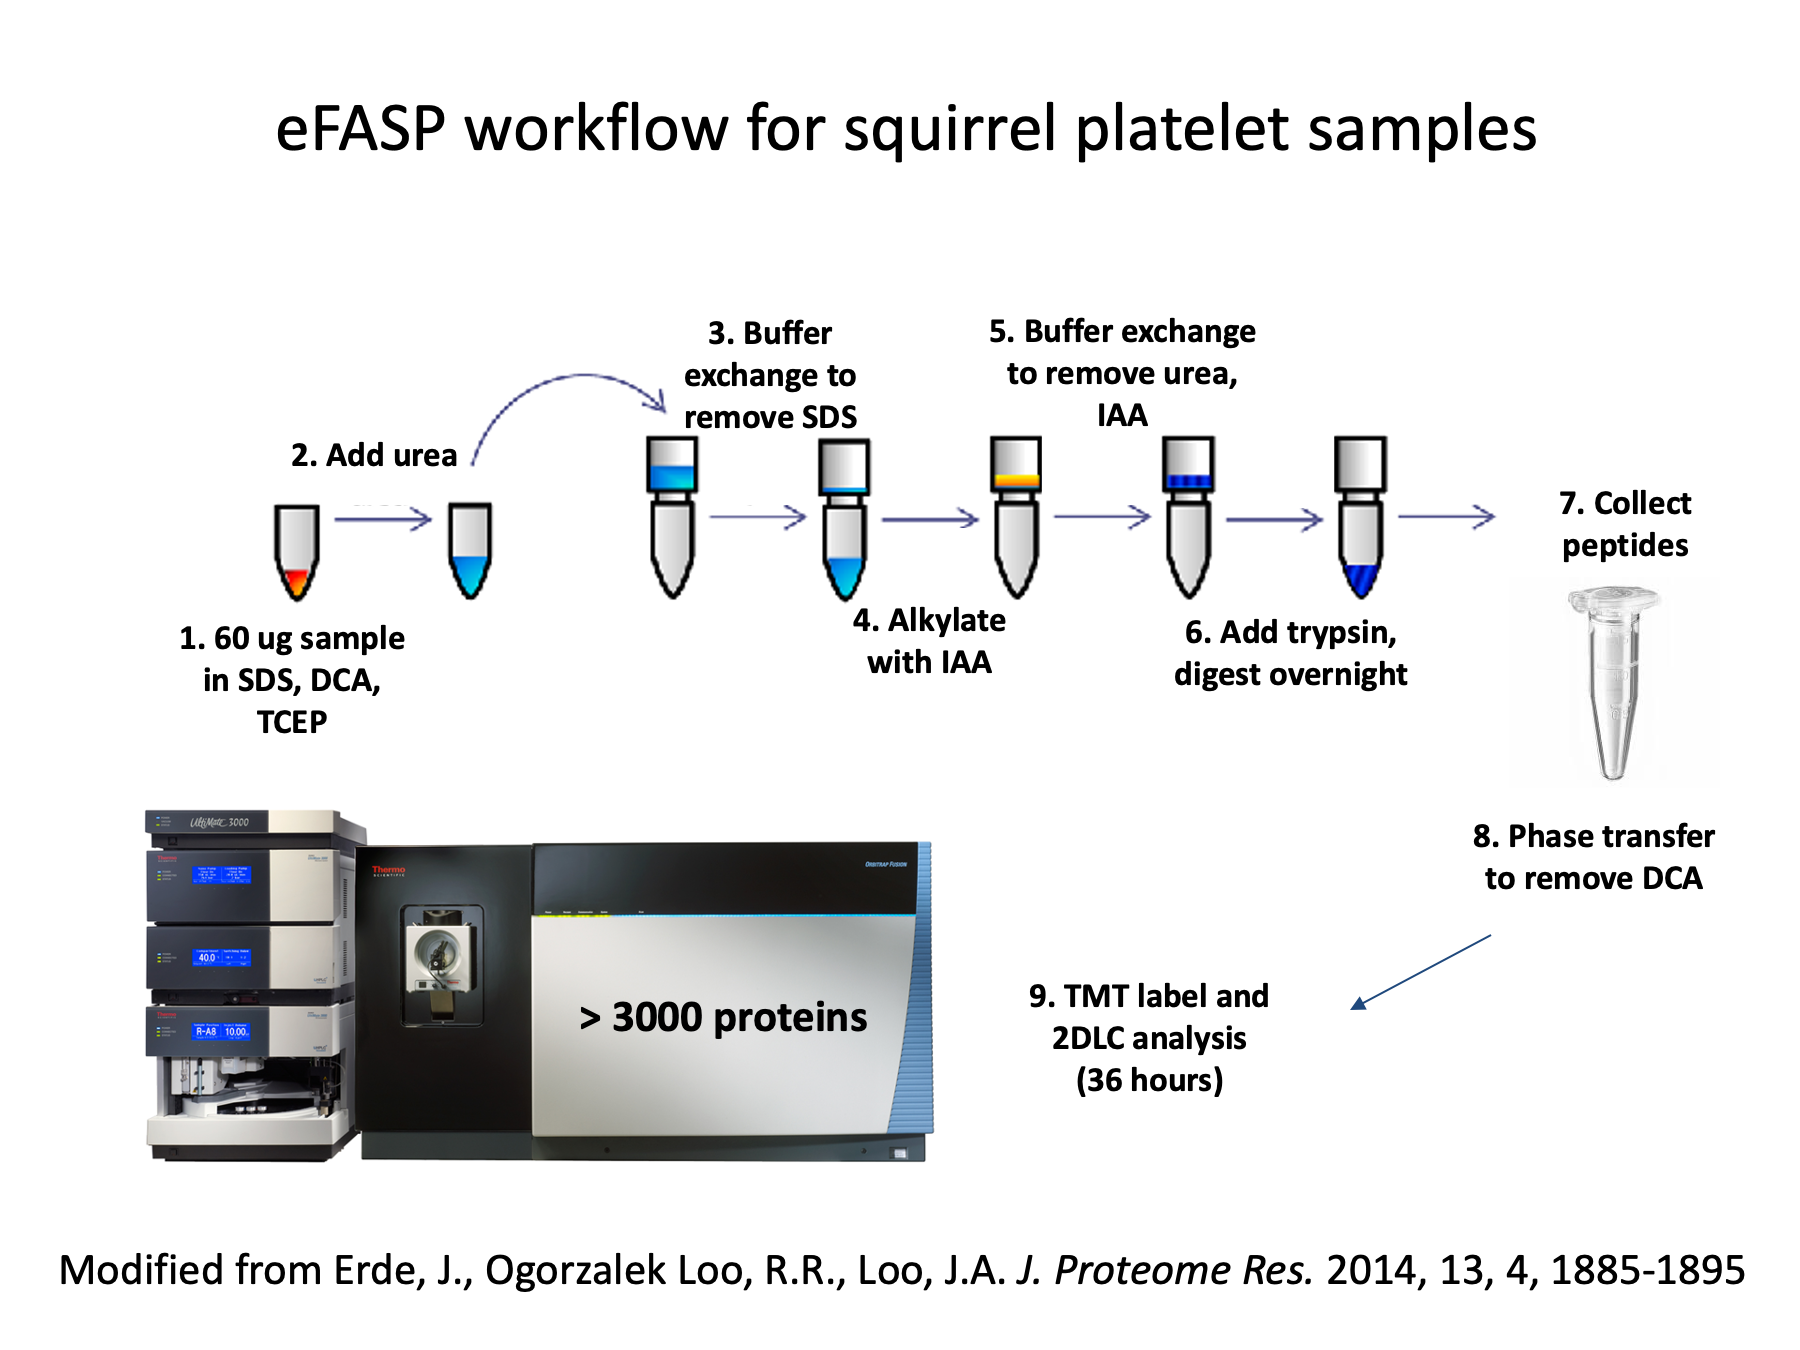 eFASP workflow for squirrel platelet samples
3. Buffer
exchange to
remove SDS
5. Buffer exchange
to remove urea,
IAA
2. Add urea
7. Collect
peptides
1. 60 ug sample
in SDS, DCA,
TCEP
4. Alkylate
with IAA
6. Add trypsin,
digest overnight
8. Phase transfer
to remove DCA
9. TMT label and
2DLC analysis
(36 hours)
UltiMate 3000
Thermo
SCIENTIFIC
ORBITRAP FUSION
Thermo
40.0
Thermo
R-A8 10.00
> 3000 proteins
Modified from Erde, J., Ogorzalek Loo, R.R., Loo, J.A. J. Proteome Res. 2014, 13, 4, 1885-1895